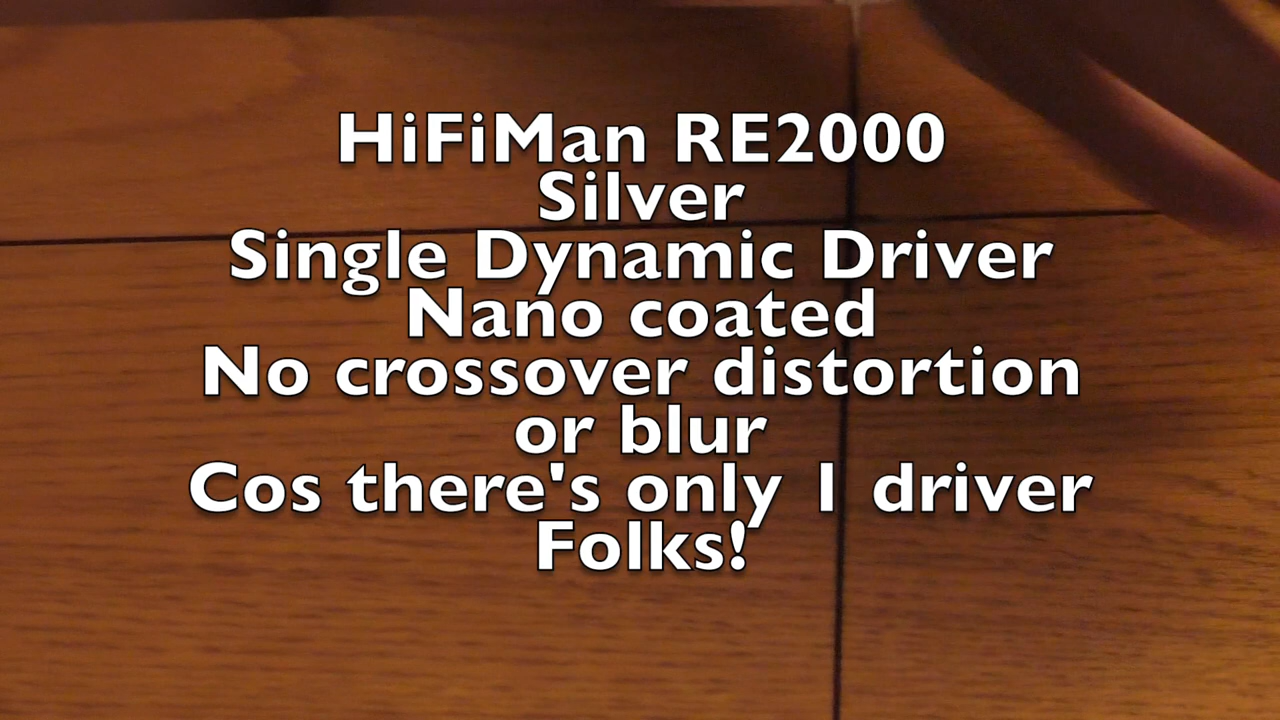 HiFiMan RE2000
Silver
Single Dynamic Driver
Nano coated
No crossover distortion
or blur
Cos there's only 1 driver
Folks!